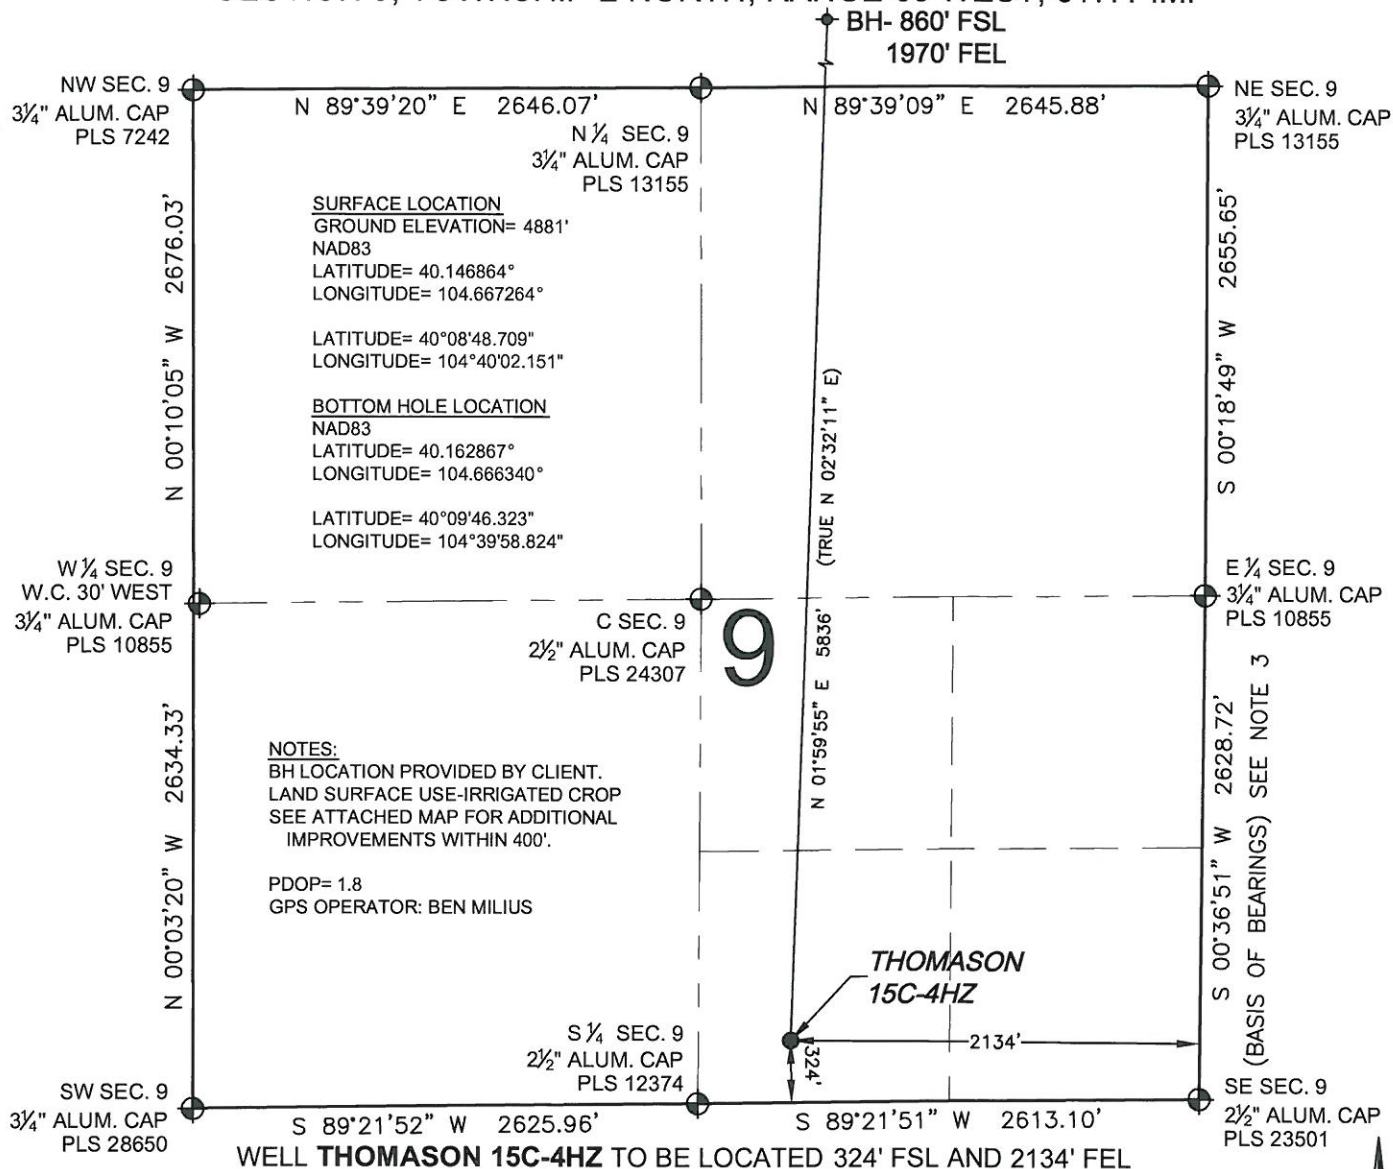 BH- 860' FSL
1970' FEL
NW SEC. 9
3¼" ALUM. CAP
PLS 7242
N 89°39'20" E 2646.07'
N ¼ SEC. 9
3¼" ALUM. CAP
PLS 13155
N 89°39'09" E 2645.88'
NE SEC. 9
3¼" ALUM. CAP
PLS 13155
N 00°10'05" W 2676.03'
SURFACE LOCATION
GROUND ELEVATION= 4881'
NAD83
LATITUDE= 40.146864°
LONGITUDE= 104.667264°
LATITUDE= 40°08'48.709"
LONGITUDE= 104°40'02.151"
BOTTOM HOLE LOCATION
NAD83
LATITUDE= 40.162867°
LONGITUDE= 104.666340°
LATITUDE= 40°09'46.323"
LONGITUDE= 104°39'58.824"
(TRUE N 02°32'11" E)
N 01°59'55" E 5836'
S 00°18'49" W 2655.65'
W ¼ SEC. 9
W.C. 30' WEST
3¼" ALUM. CAP
PLS 10855
C SEC. 9
2½" ALUM. CAP
PLS 24307
9
E ¼ SEC. 9
3¼" ALUM. CAP
PLS 10855
N 00°03'20" W 2634.33'
NOTES:
BH LOCATION PROVIDED BY CLIENT.
LAND SURFACE USE-IRRIGATED CROP
SEE ATTACHED MAP FOR ADDITIONAL
IMPROVEMENTS WITHIN 400'.
PDOP= 1.8
GPS OPERATOR: BEN MILIUS
S 00°36'51" W 2628.72'
(BASIS OF BEARINGS) SEE NOTE 3
THOMASON
15C-4HZ
2134'
324'
S ¼ SEC. 9
2½" ALUM. CAP
PLS 12374
SW SEC. 9
3¼" ALUM. CAP
PLS 28650
S 89°21'52" W 2625.96'
S 89°21'51" W 2613.10'
SE SEC. 9
2½" ALUM. CAP
PLS 23501
WELL THOMASON 15C-4HZ TO BE LOCATED 324' FSL AND 2134' FEL